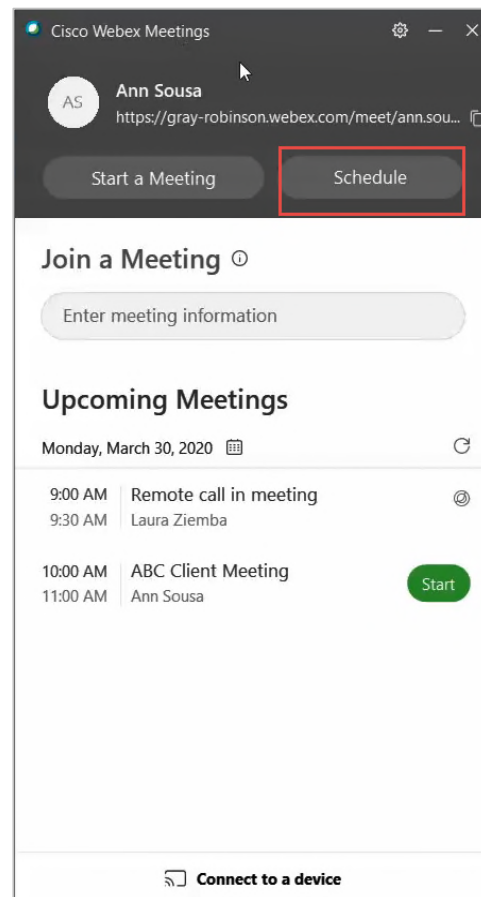 Cisco Webex Meetings
AS
Ann Sousa
https://gray-robinson.webex.com/meet/ann.sou...
Start a Meeting
Schedule
Join a Meeting
Enter meeting information
Upcoming Meetings
Monday, March 30, 2020
9:00 AM Remote call in meeting
9:30 AM Laura Ziemba
10:00 AM ABC Client Meeting
11:00 AM Ann Sousa
Start
Connect to a device